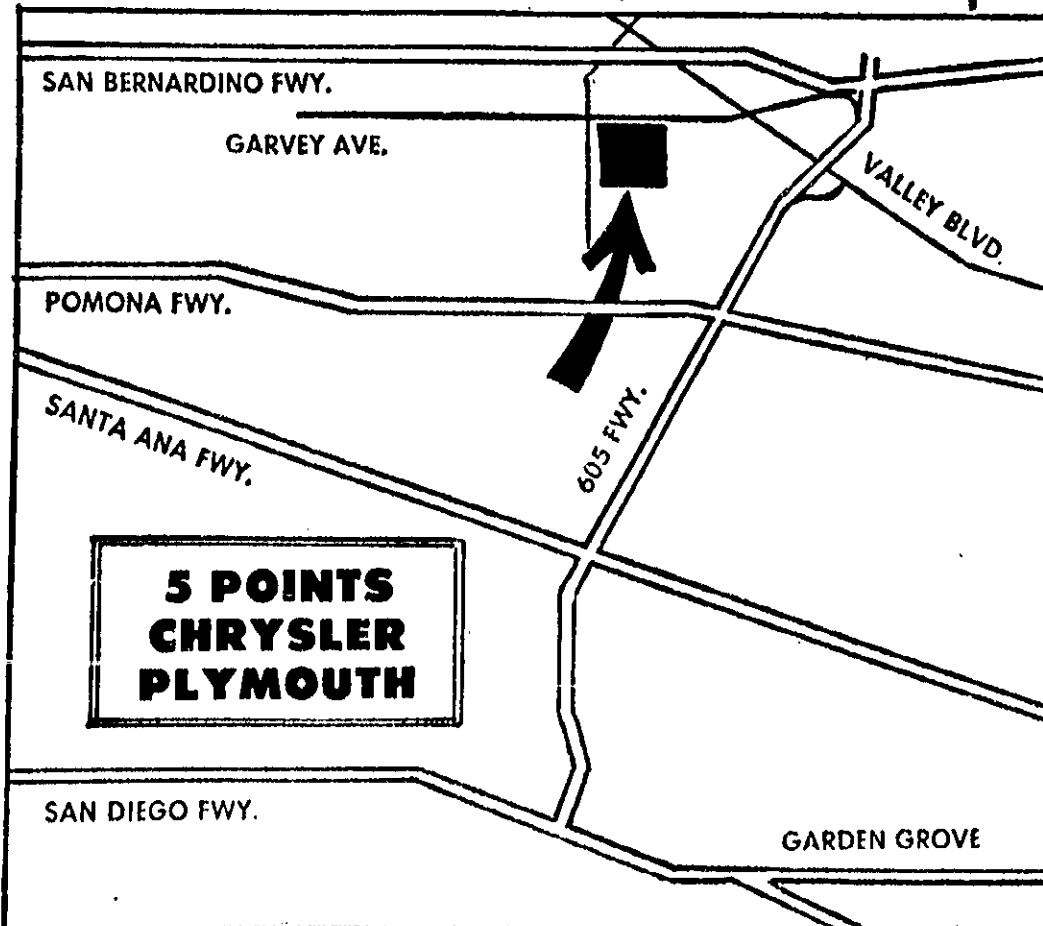 SAN BERNARDINO FWY.
GARVEY AVE.
VALLEY BLVD.
POMONA FWY.
SANTA ANA FWY.
605 FWY.
5 POINTS
CHRYSLER
PLYMOUTH
SAN DIEGO FWY.
GARDEN GROVE